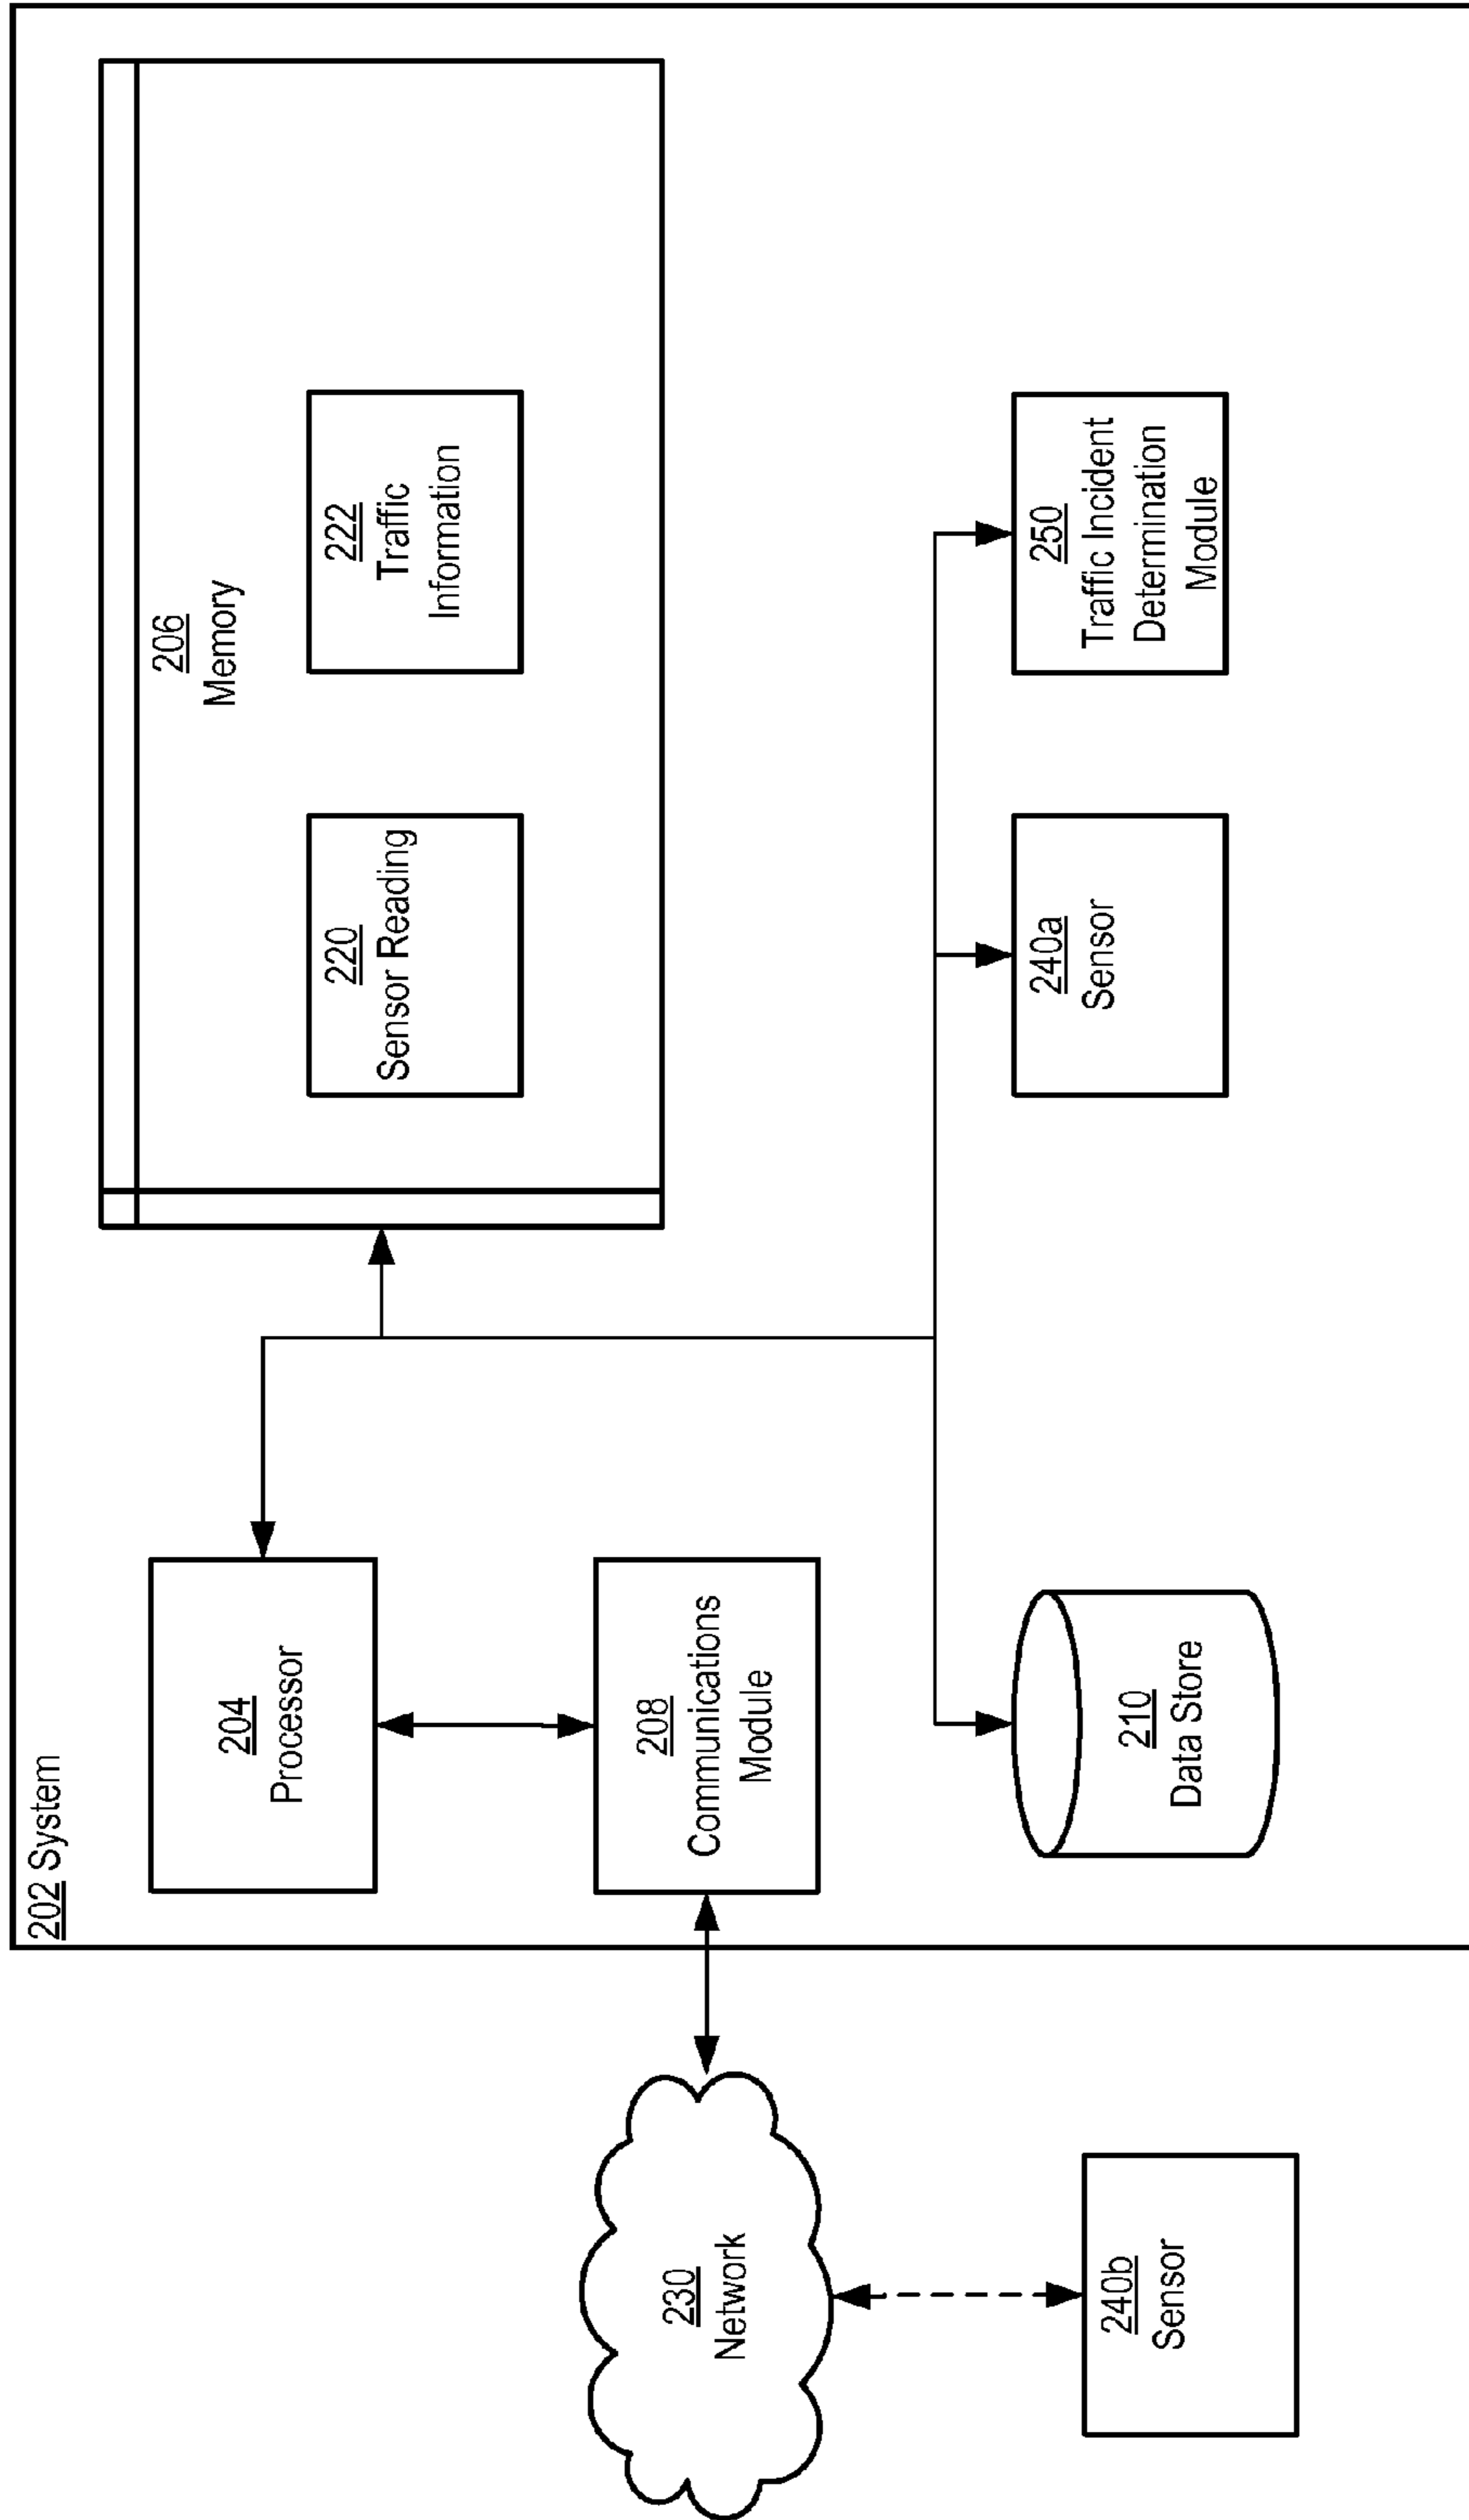 202 System
204
Processor
206
Memory
220
Sensor Reading
222
Traffic
Information
230
Network
208
Communications
Module
240b
Sensor
210
Data Store
240a
Sensor
250
Traffic Incident
Determination
Module